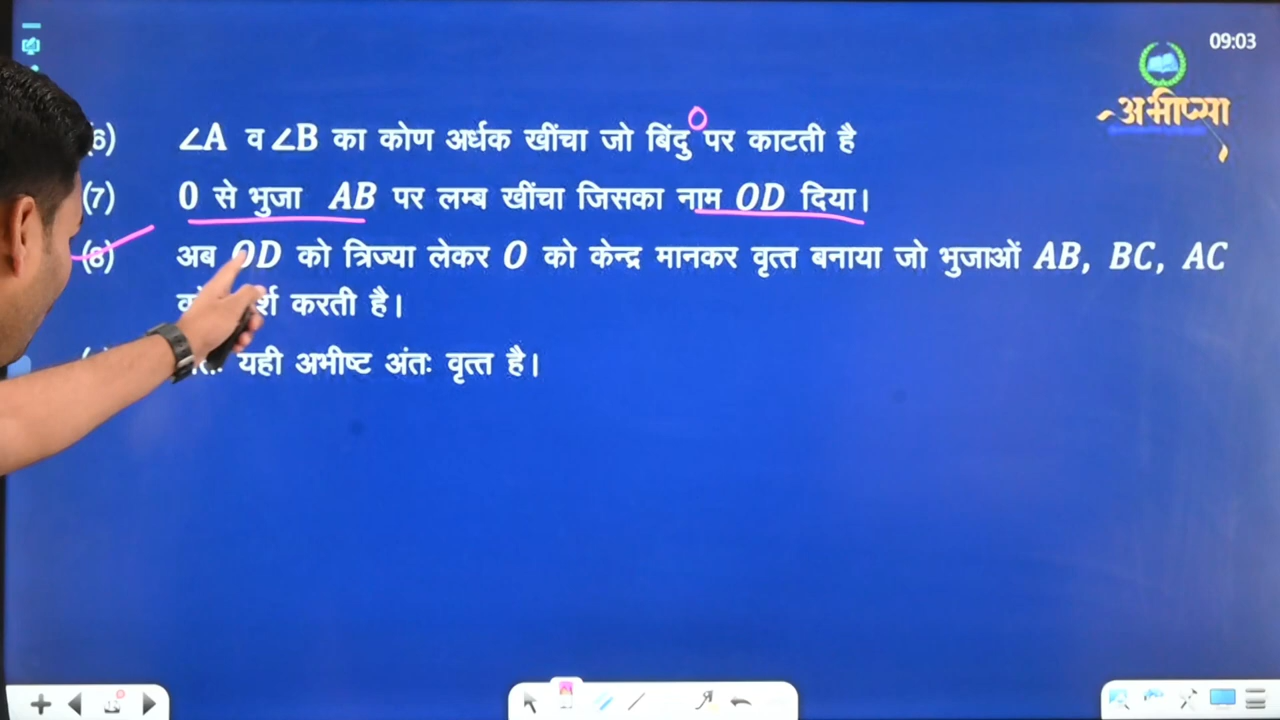 09:03
अभीप्सा
(6) ∠A व ∠B का कोण अर्धक खींचा जो बिंदु O पर काटती है
(7) O से भुजा AB पर लम्ब खींचा जिसका नाम OD दिया।
(8) अब OD को त्रिज्या लेकर O को केन्द्र मानकर वृत्त बनाया जो भुजाओं AB, BC, AC
करती है।
यही अभीष्ट अंतः वृत्त है।